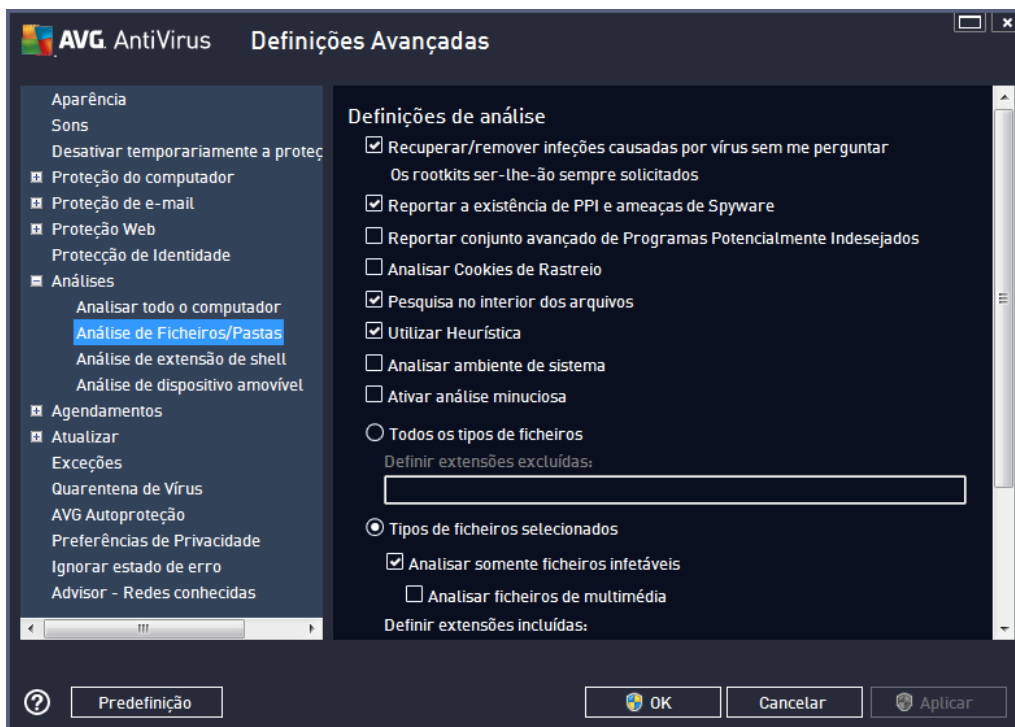 AVG AntiVirus Definições Avançadas
Aparência
Sons
Desativar temporariamente a proteç
Proteção do computador
Proteção de e-mail
Proteção Web
Protecção de Identidade
Análises
Analisar todo o computador
Análise de Ficheiros/Pastas
Análise de extensão de shell
Análise de dispositivo amovível
Agendamentos
Atualizar
Exceções
Quarentena de Vírus
AVG Autoproteção
Preferências de Privacidade
Ignorar estado de erro
Advisor - Redes conhecidas
Definições de análise
Recuperar/remover infeções causadas por vírus sem me perguntar
Os rootkits ser-lhe-ão sempre solicitados
Reportar a existência de PPI e ameaças de Spyware
Reportar conjunto avançado de Programas Potencialmente Indesejados
Analisar Cookies de Rastreio
Pesquisa no interior dos arquivos
Utilizar Heurística
Analisar ambiente de sistema
Ativar análise minuciosa
Todos os tipos de ficheiros
Definir extensões excluídas:
Tipos de ficheiros selecionados
Analisar somente ficheiros infetáveis
Analisar ficheiros de multimédia
Definir extensões incluídas:
Predefinição
OK
Cancelar
Aplicar